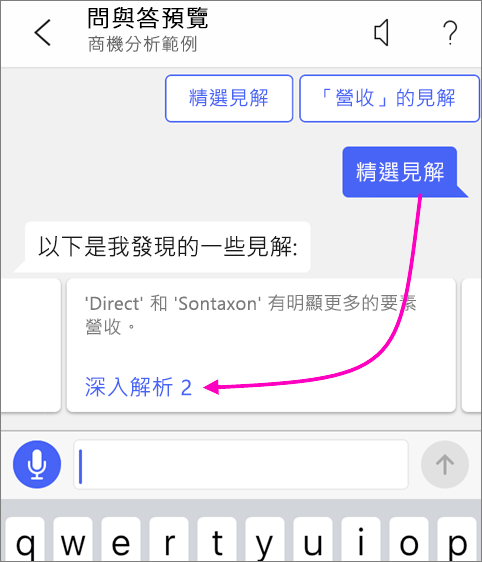 問與答預覽
商機分析範例
?
精選見解
「營收」的見解
精選見解
以下是我發現的一些見解:
'Direct' 和 'Sontaxon' 有明顯更多的要素
營收。
深入解析 2
q w e r t y u i o p